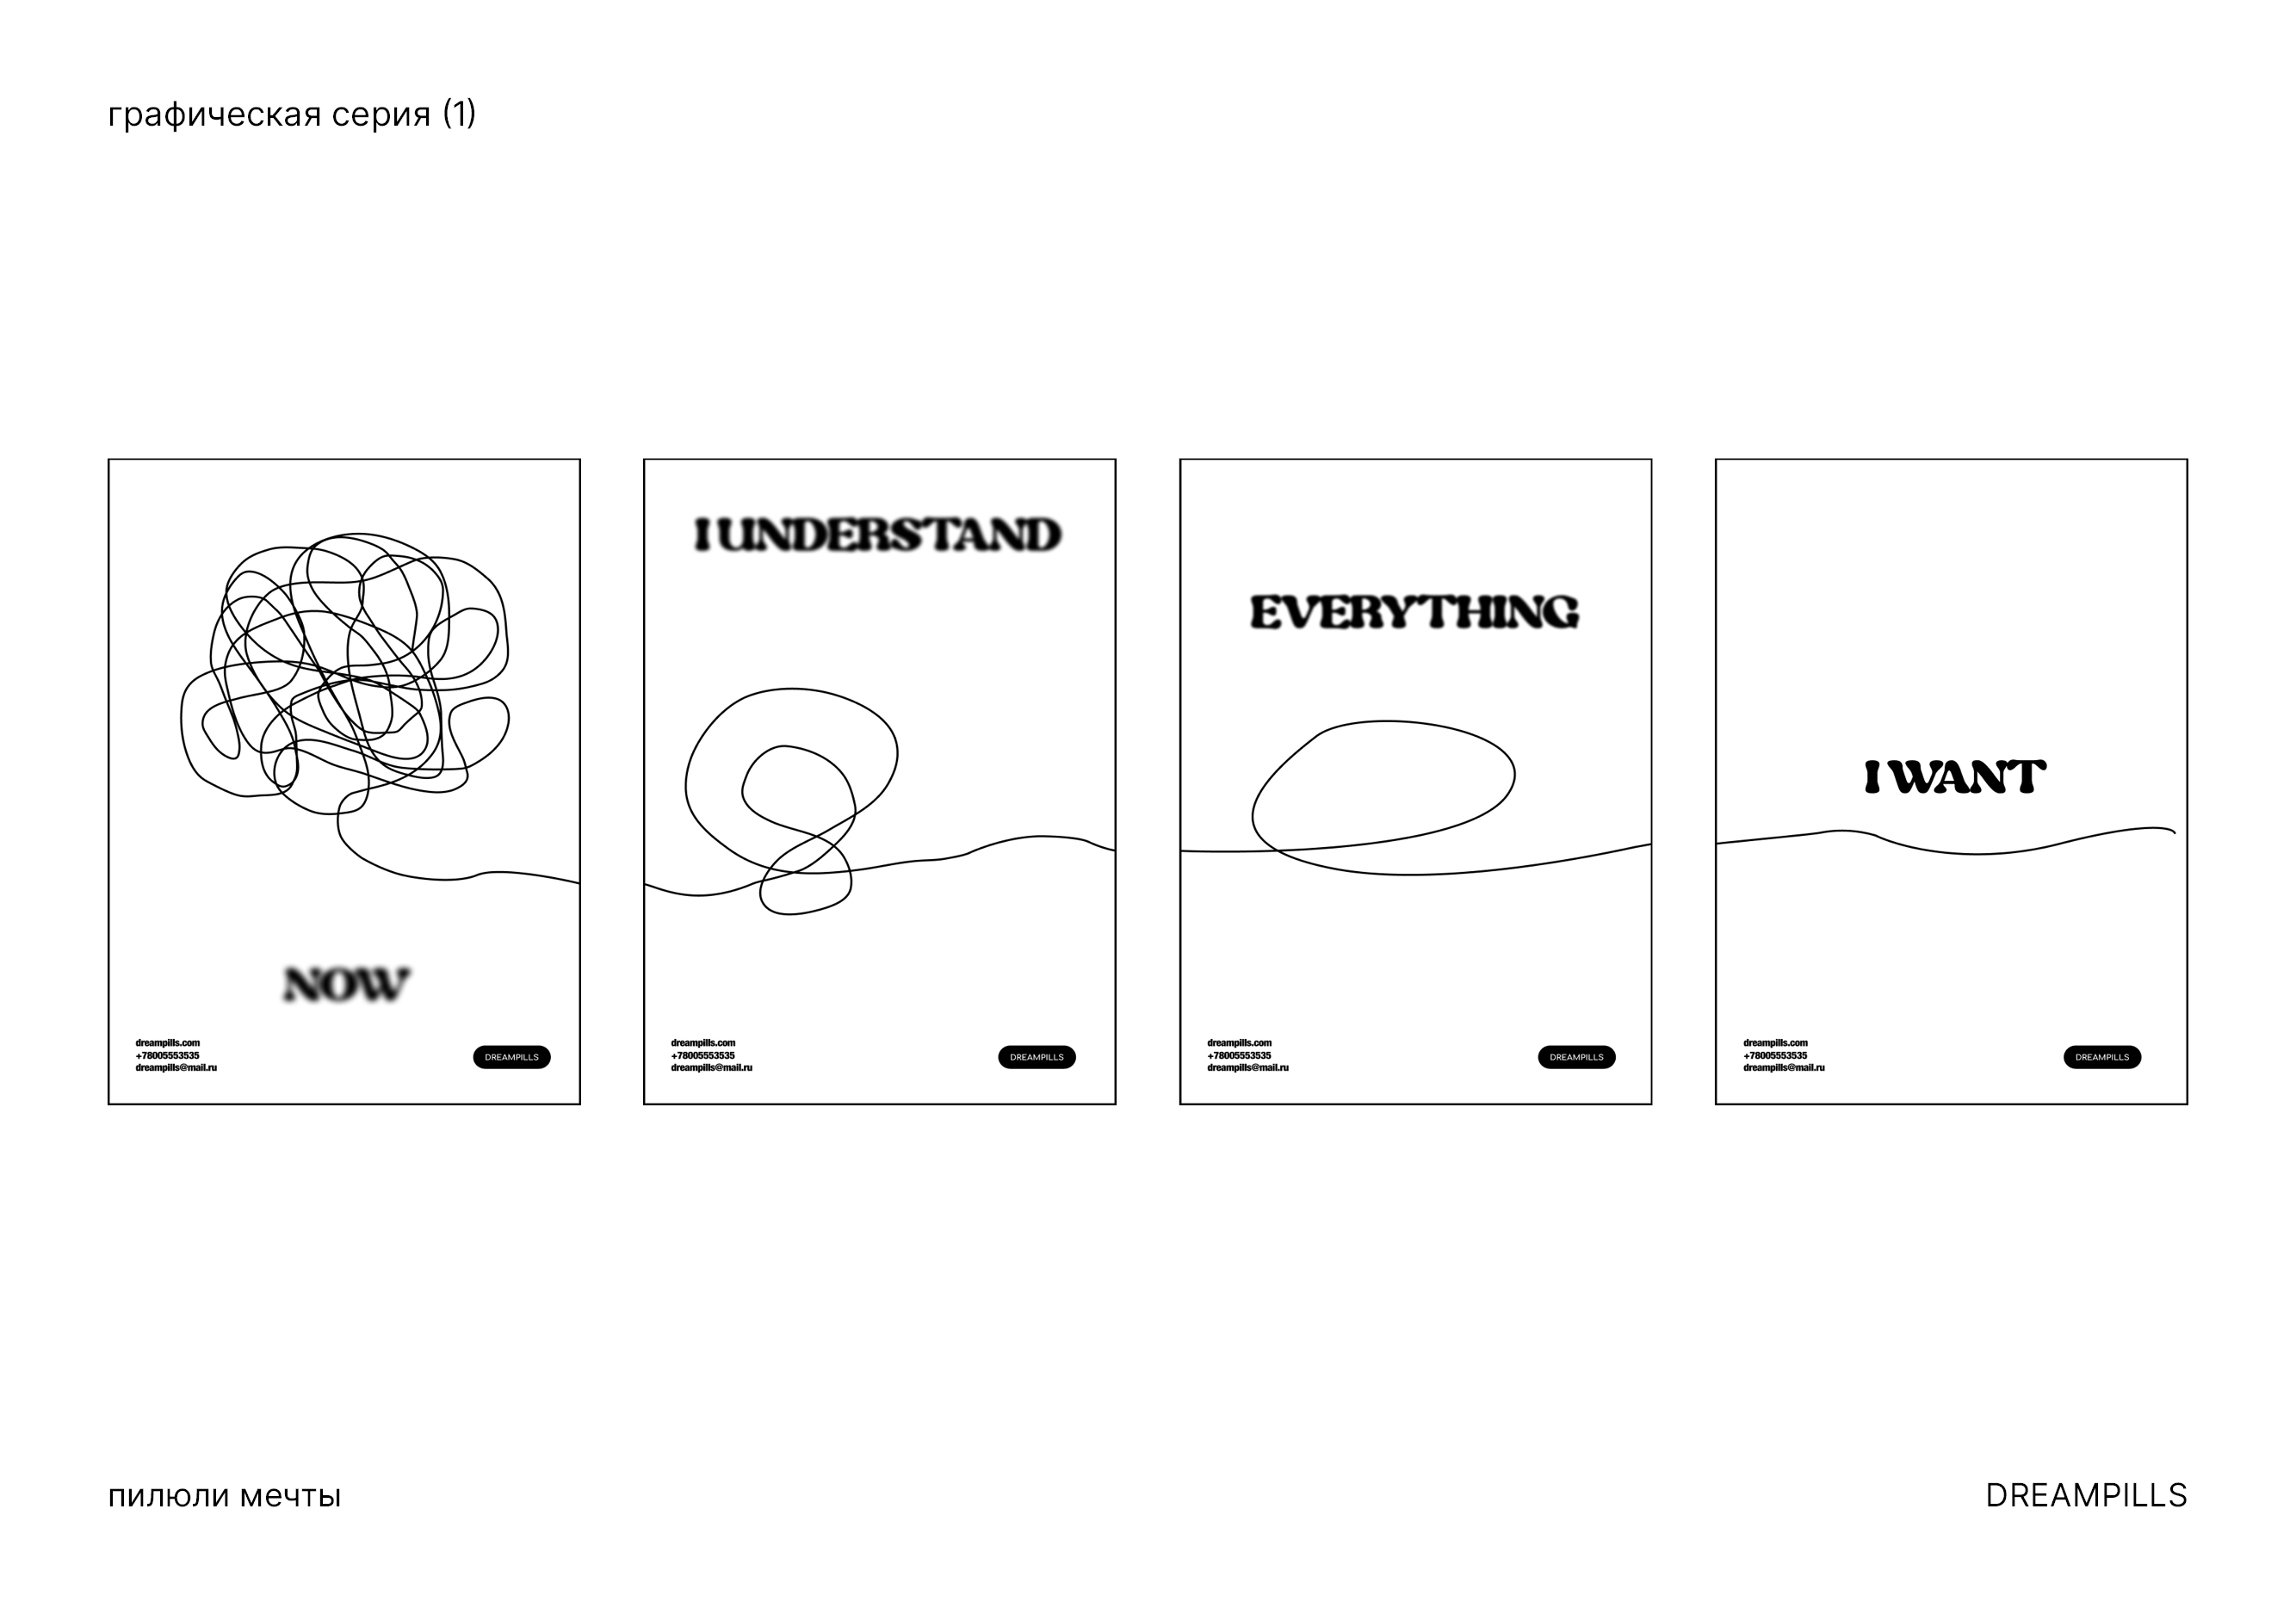 графическая серия (1)
NOW
dreampills.com
+78005553535
dreampills@mail.ru
DREAMPILLS
I UNDERSTAND
dreampills.com
+78005553535
dreampills@mail.ru
DREAMPILLS
EVERYTHING
dreampills.com
+78005553535
dreampills@mail.ru
DREAMPILLS
I WANT
dreampills.com
+78005553535
dreampills@mail.ru
DREAMPILLS
пилюли мечты
DREAMPILLS